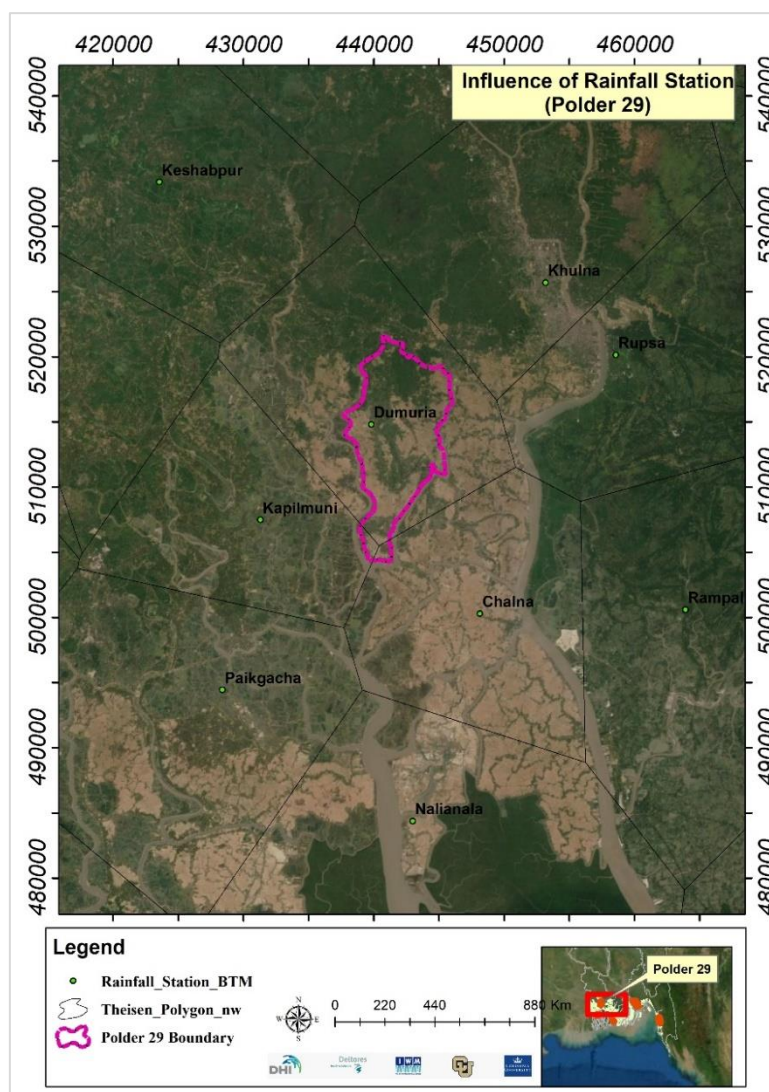 420000 430000 440000 450000 460000
Influence of Rainfall Station
(Polder 29)
540000
530000
520000
510000
500000
490000
480000
540000
530000
520000
510000
500000
490000
480000
Keshabpur
Khulna
Rupsa
Dumuria
Kapilmuni
Chalna
Rampal
Paikgacha
Nalianala
Legend
Rainfall_Station_BTM
Theisen_Polygon_nw
Polder 29 Boundary
N
W E
S
0 220 440 880 Km
Polder 29
DHI
Deltares
IWM
CU